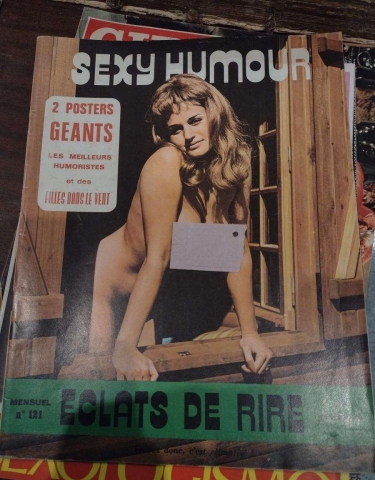 SEXY HUMOUR
2 POSTERS
GEANTS
LES MEILLEURS
HUMORISTES
et des
FILLES DANS LE VENT
MENSUEL
n° 121
ECLATS DE RIRE